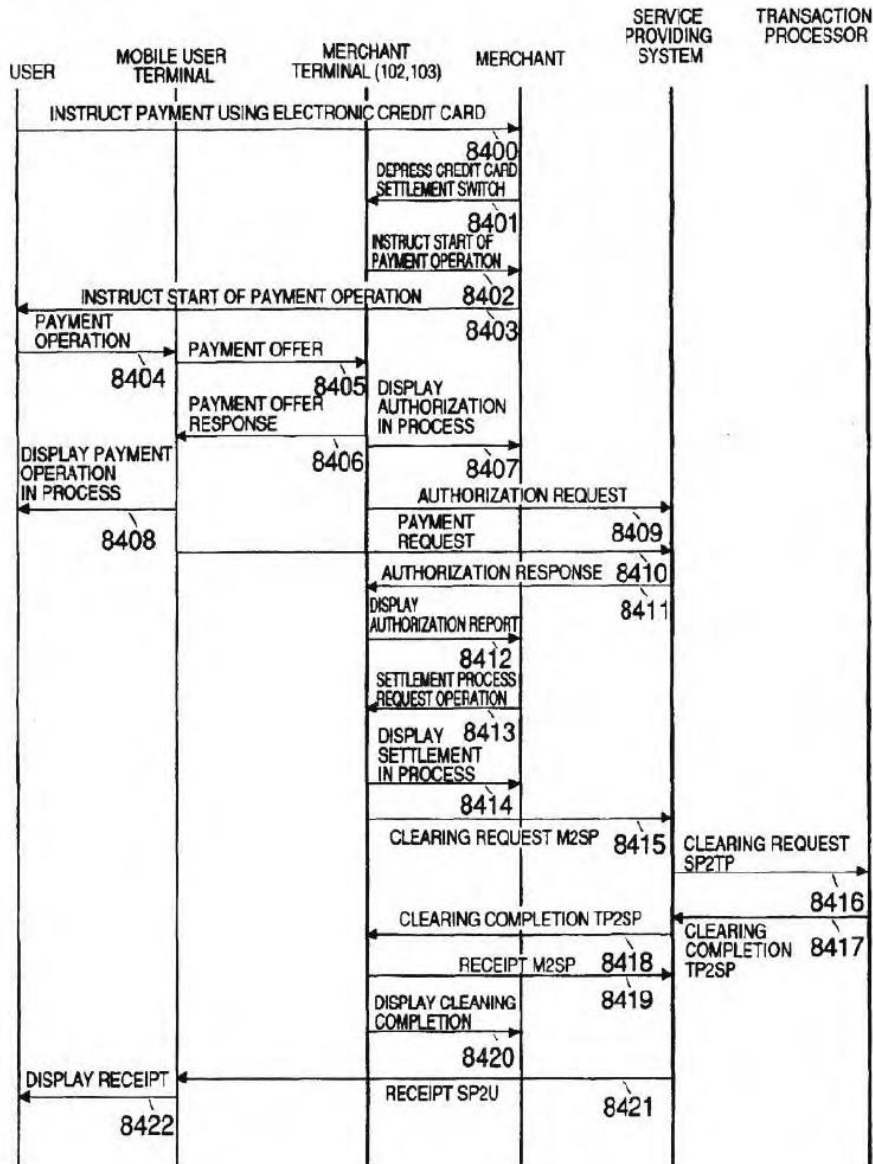 SERVICE
PROVIDING
SYSTEM
TRANSACTION
PROCESSOR
USER
MOBILE USER
TERMINAL
MERCHANT
TERMINAL (102,103)
MERCHANT
INSTRUCT PAYMENT USING ELECTRONIC CREDIT CARD
8400
DEPRESS CREDIT CARD
SETTLEMENT SWITCH
8401
INSTRUCT START OF
PAYMENT OPERATION
8402
INSTRUCT START OF PAYMENT OPERATION
8403
PAYMENT
OPERATION
8404
PAYMENT OFFER
8405
PAYMENT OFFER
RESPONSE
8406
DISPLAY
AUTHORIZATION
IN PROCESS
8407
DISPLAY PAYMENT
OPERATION
IN PROCESS
8408
AUTHORIZATION REQUEST
8409
PAYMENT
REQUEST
8410
AUTHORIZATION RESPONSE
8411
DISPLAY
AUTHORIZATION REPORT
8412
SETTLEMENT PROCESS
REQUEST OPERATION
8413
DISPLAY
SETTLEMENT
IN PROCESS
8414
CLEARING REQUEST M2SP
8415
CLEARING REQUEST
SP2TP
8416
CLEARING
COMPLETION
TP2SP
8417
CLEARING COMPLETION TP2SP
8418
RECEIPT M2SP
8419
DISPLAY CLEANING
COMPLETION
8420
RECEIPT SP2U
8421
DISPLAY RECEIPT
8422